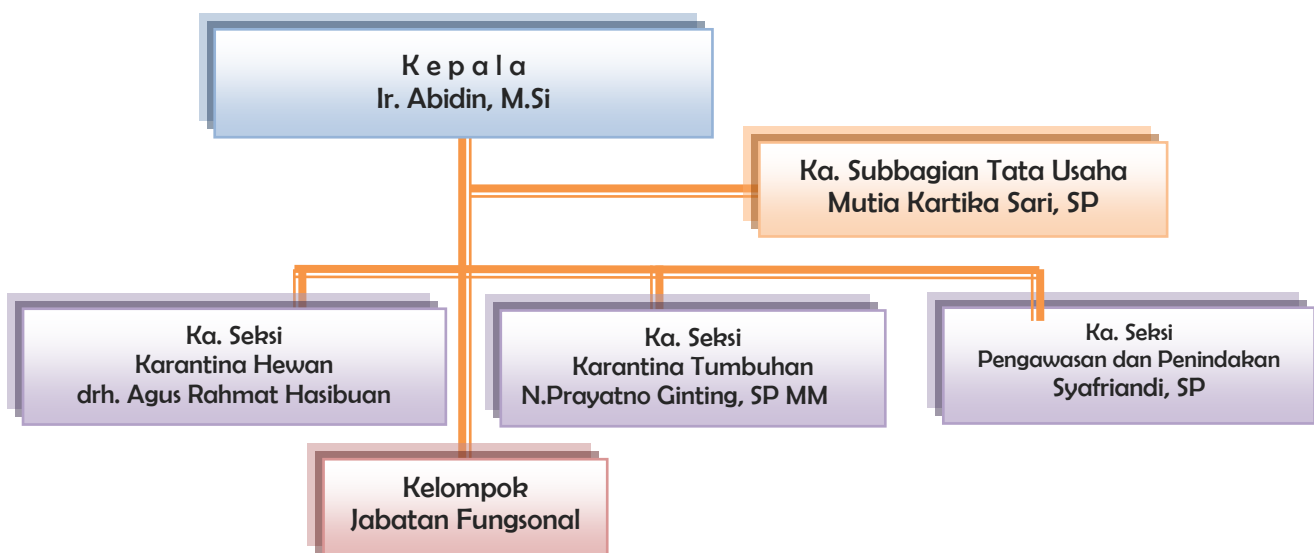 K e p a l a
Ir. Abidin, M.Si
Ka. Subbagian Tata Usaha
Mutia Kartika Sari, SP
Ka. Seksi
Karantina Hewan
drh. Agus Rahmat Hasibuan
Ka. Seksi
Karantina Tumbuhan
N.Prayatno Ginting, SP MM
Ka. Seksi
Pengawasan dan Penindakan
Syafriandi, SP
Kelompok
Jabatan Fungsonal